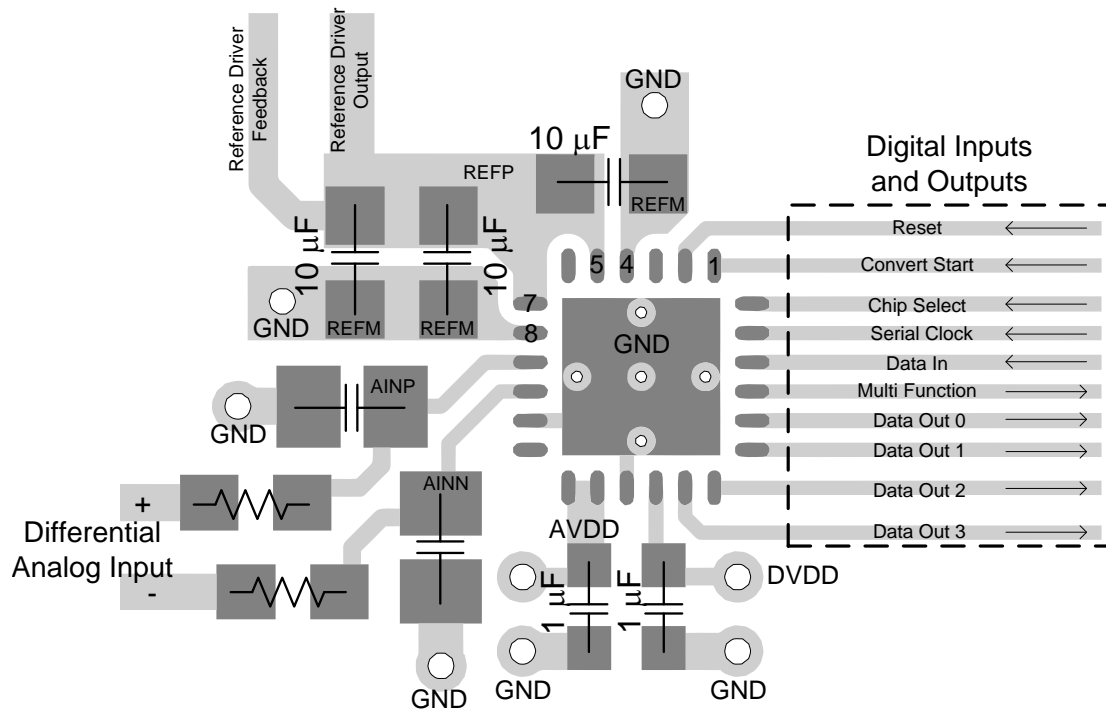 Reference Driver
Feedback
Reference Driver
Output
GND
10 μF
REFP
REFM
Digital Inputs
and Outputs
Reset
Convert Start
Chip Select
Serial Clock
Data In
Multi Function
Data Out 0
Data Out 1
Data Out 2
Data Out 3
10 μF
10 μF
REFM
REFM
GND
5
4
1
7
8
GND
AINP
GND
AINN
+
Differential
Analog Input
-
GND
AVDD
DVDD
1 μF
1 μF
GND
GND